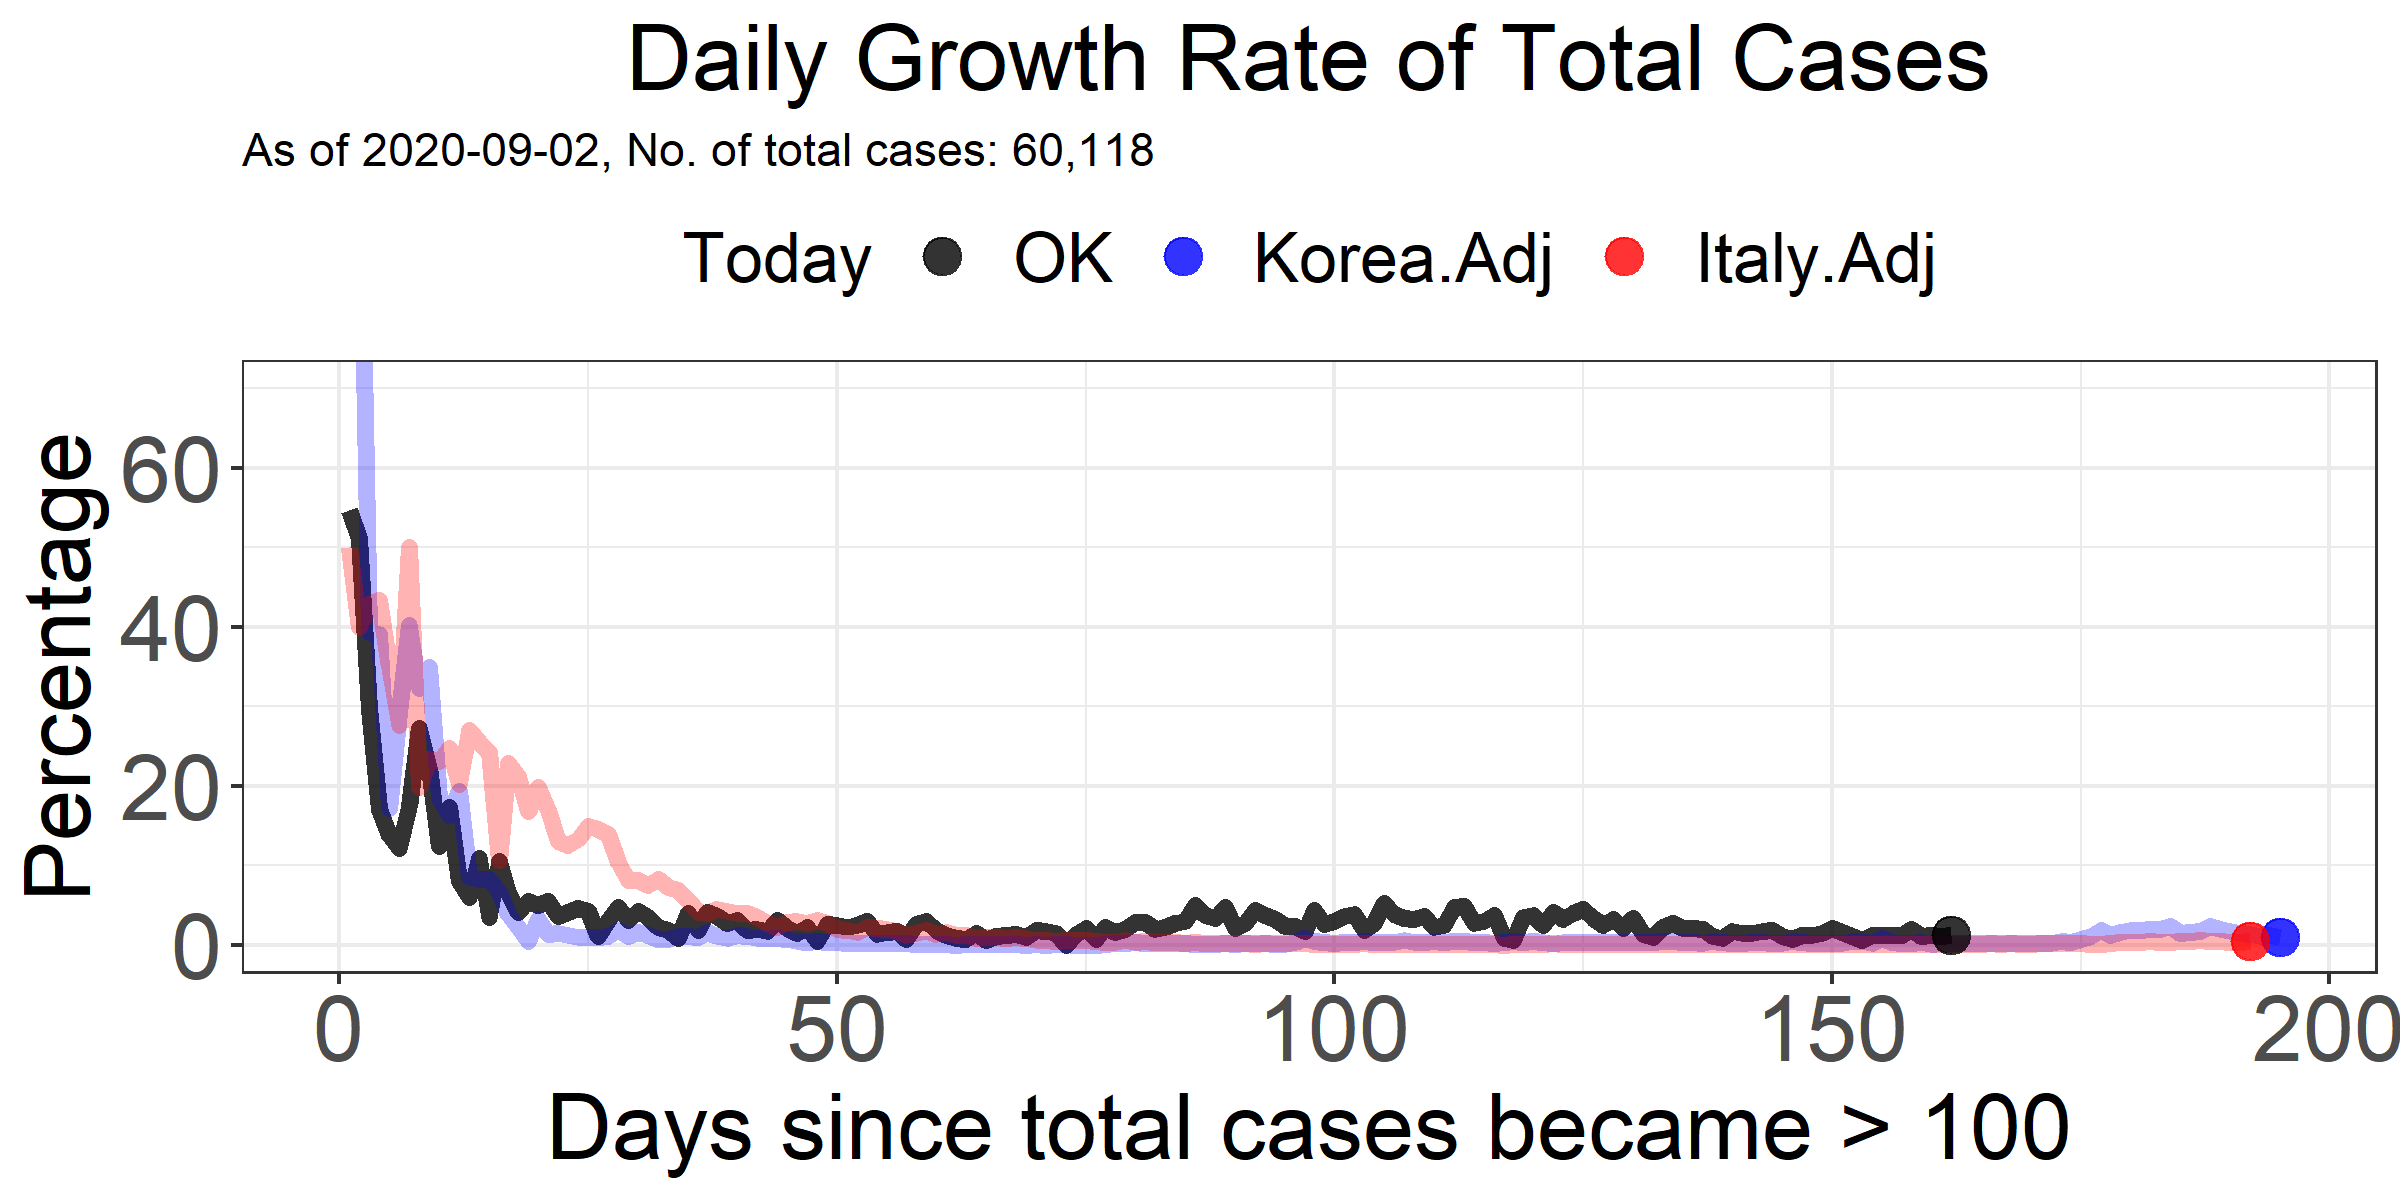 Daily Growth Rate of Total Cases
As of 2020-09-02, No. of total cases: 60,118
Today OK Korea.Adj Italy.Adj
Percentage
60
40
20
0
0 50 100 150 200
Days since total cases became > 100